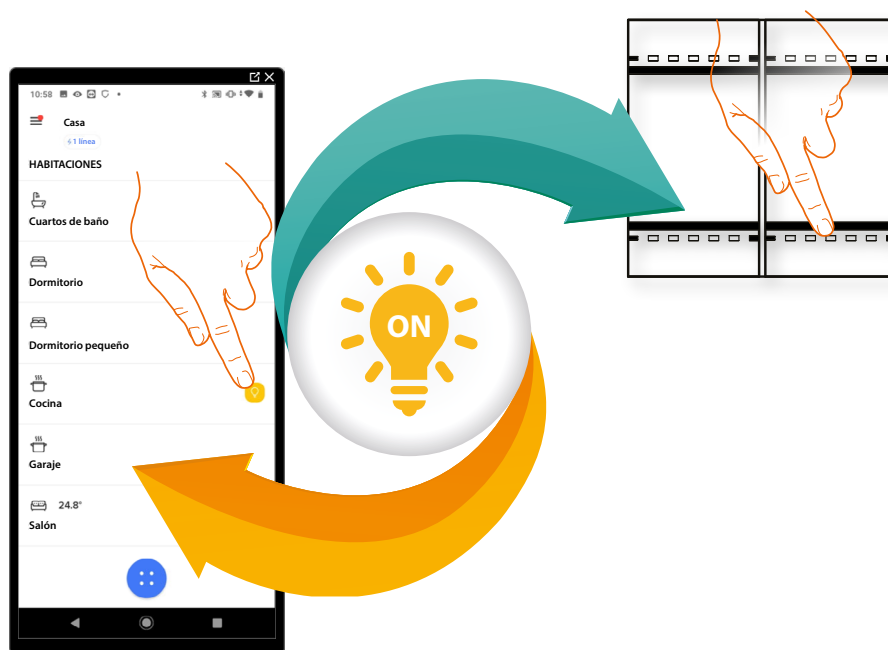 10:58
Casa
1 línea
HABITACIONES
Cuartos de baño
Dormitorio
Dormitorio pequeño
Cocina
Garaje
24.8°
Salón
ON